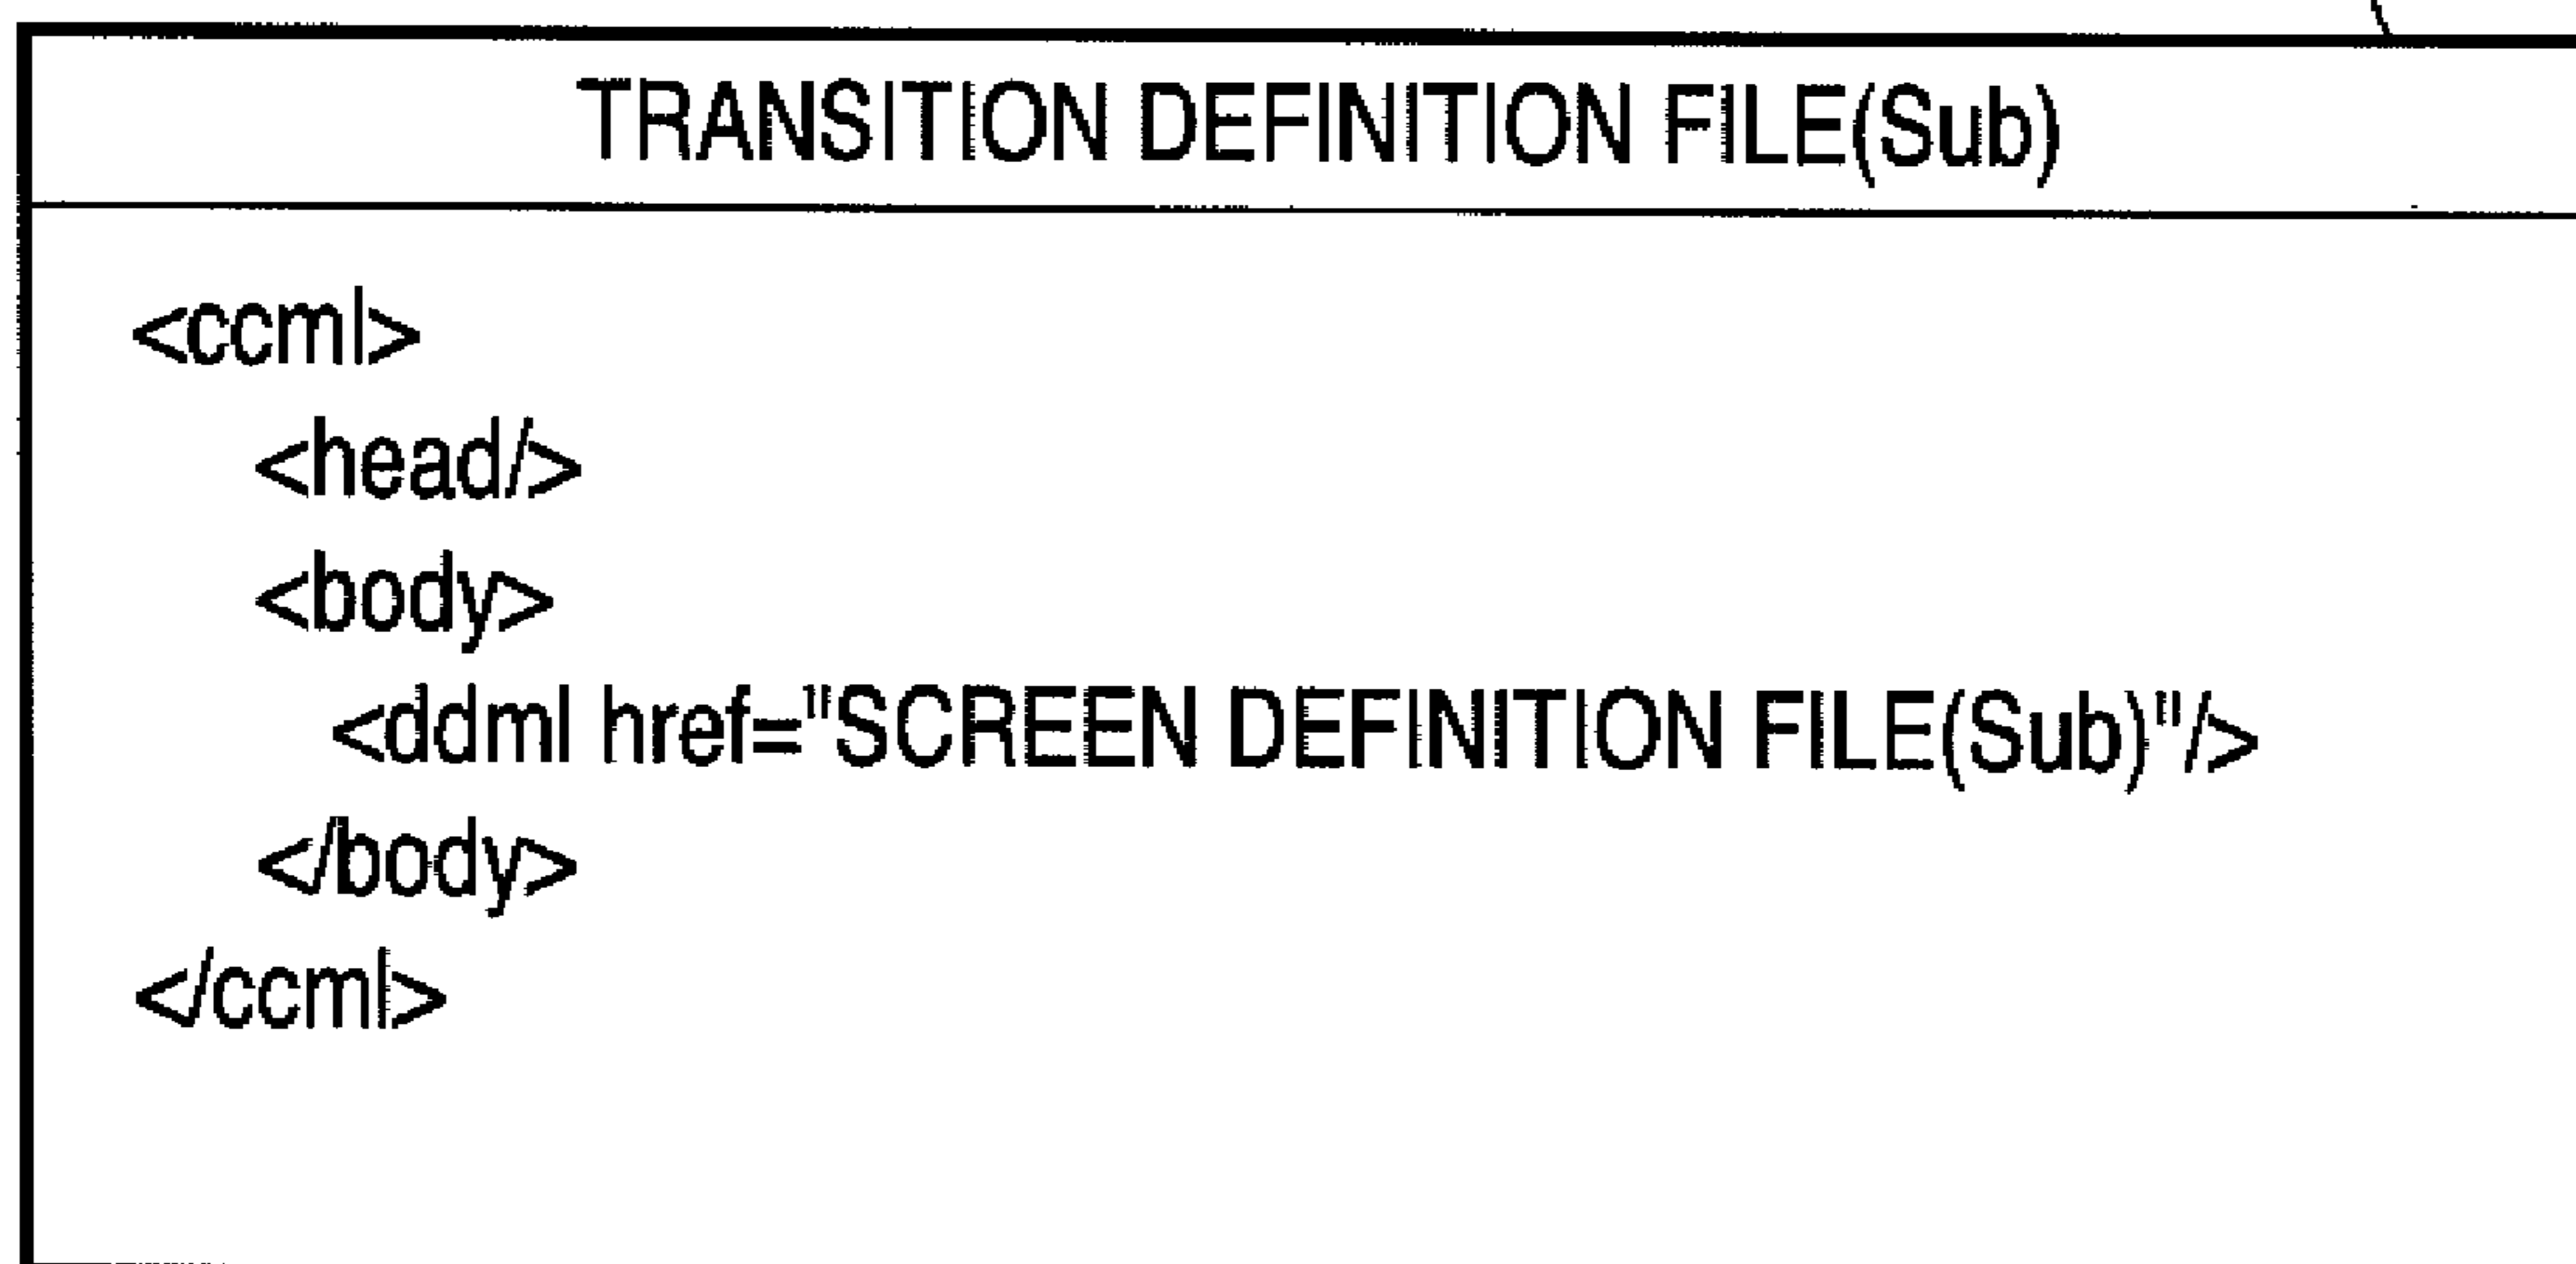 TRANSITION DEFINITION FILE(Sub)
<ccml>
<head/>
<body>
<ddml href="SCREEN DEFINITION FILE(Sub)"/>
</body>
</ccml>